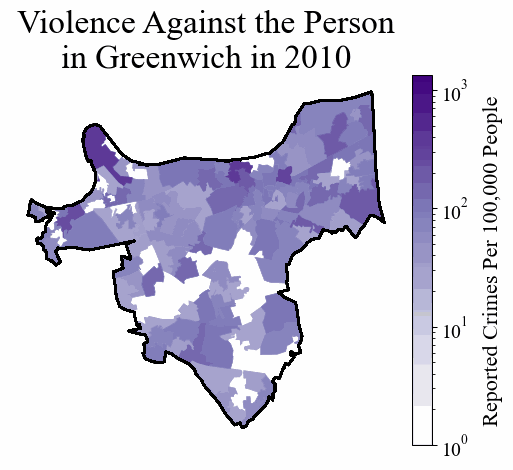 Violence Against the Person
in Greenwich in 2010
10³
10²
10¹
10⁰
Reported Crimes Per 100,000 People